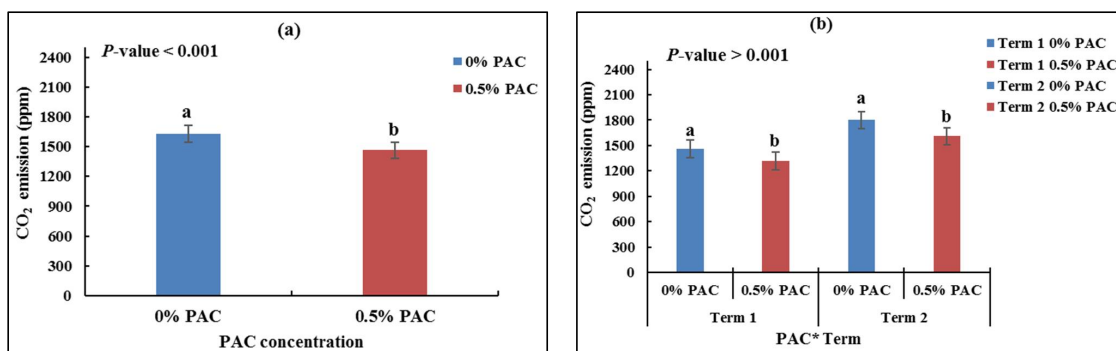 (a)
P-value < 0.001
0% PAC
0.5% PAC
CO2 emission (ppm)
2400
2100
1800
1500
1200
900
600
300
0
a
b
0% PAC
0.5% PAC
PAC concentration
(b)
P-value > 0.001
Term 1 0% PAC
Term 1 0.5% PAC
Term 2 0% PAC
Term 2 0.5% PAC
CO2 emission (ppm)
2400
2100
1800
1500
1200
900
600
300
0
a
b
a
b
0% PAC
0.5% PAC
0% PAC
0.5% PAC
Term 1
Term 2
PAC* Term